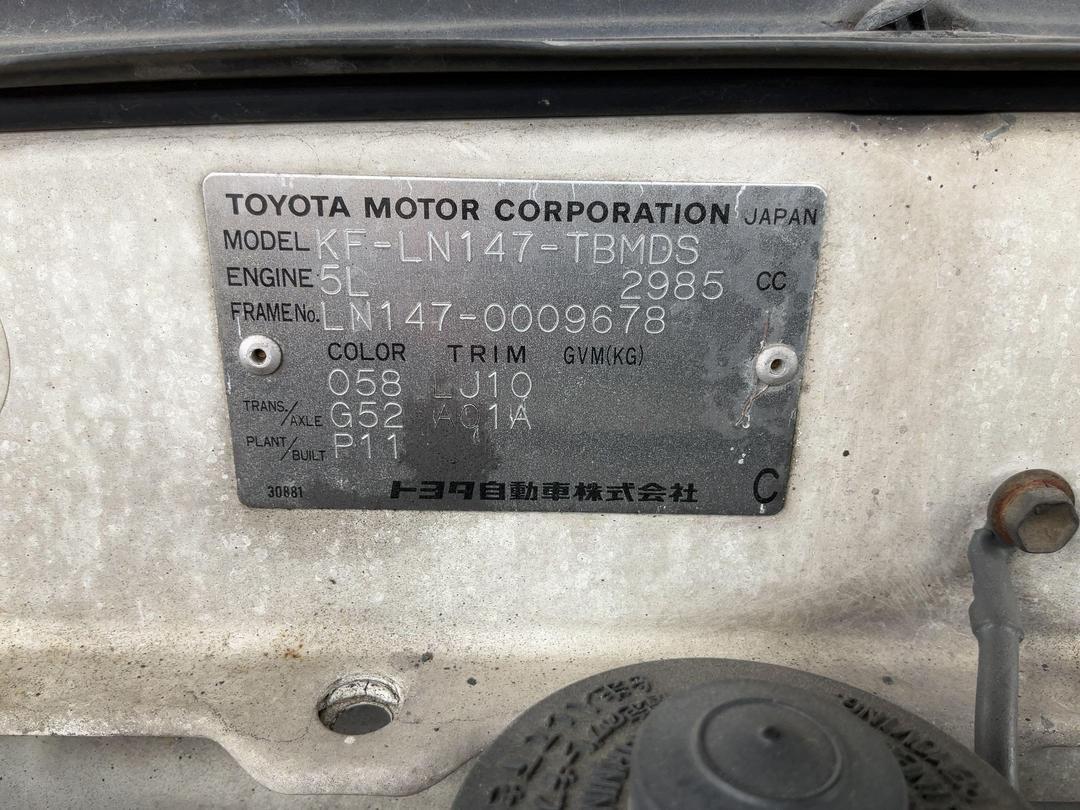 TOYOTA MOTOR CORPORATION JAPAN
MODEL KF-LN147-TBMDS
ENGINE 5L 2985 CC
FRAME No. LN147-0009678
COLOR TRIM GVM(KG)
058 LJ10
TRANS./AXLE G52 A01A
PLANT/BUILT P11
30881 トヨタ自動車株式会社 C